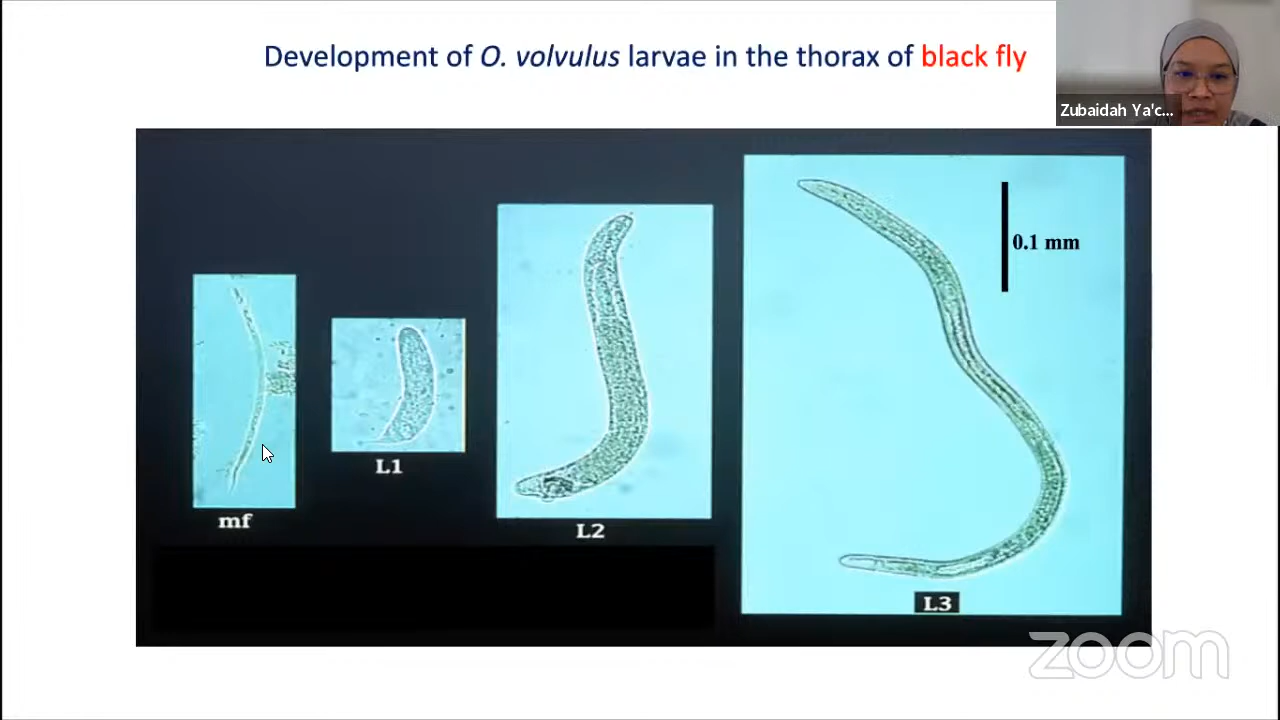 Development of O. volvulus larvae in the thorax of black fly
Zubaidah Ya'c...
0.1 mm
L1
mf
L2
L3
zoom